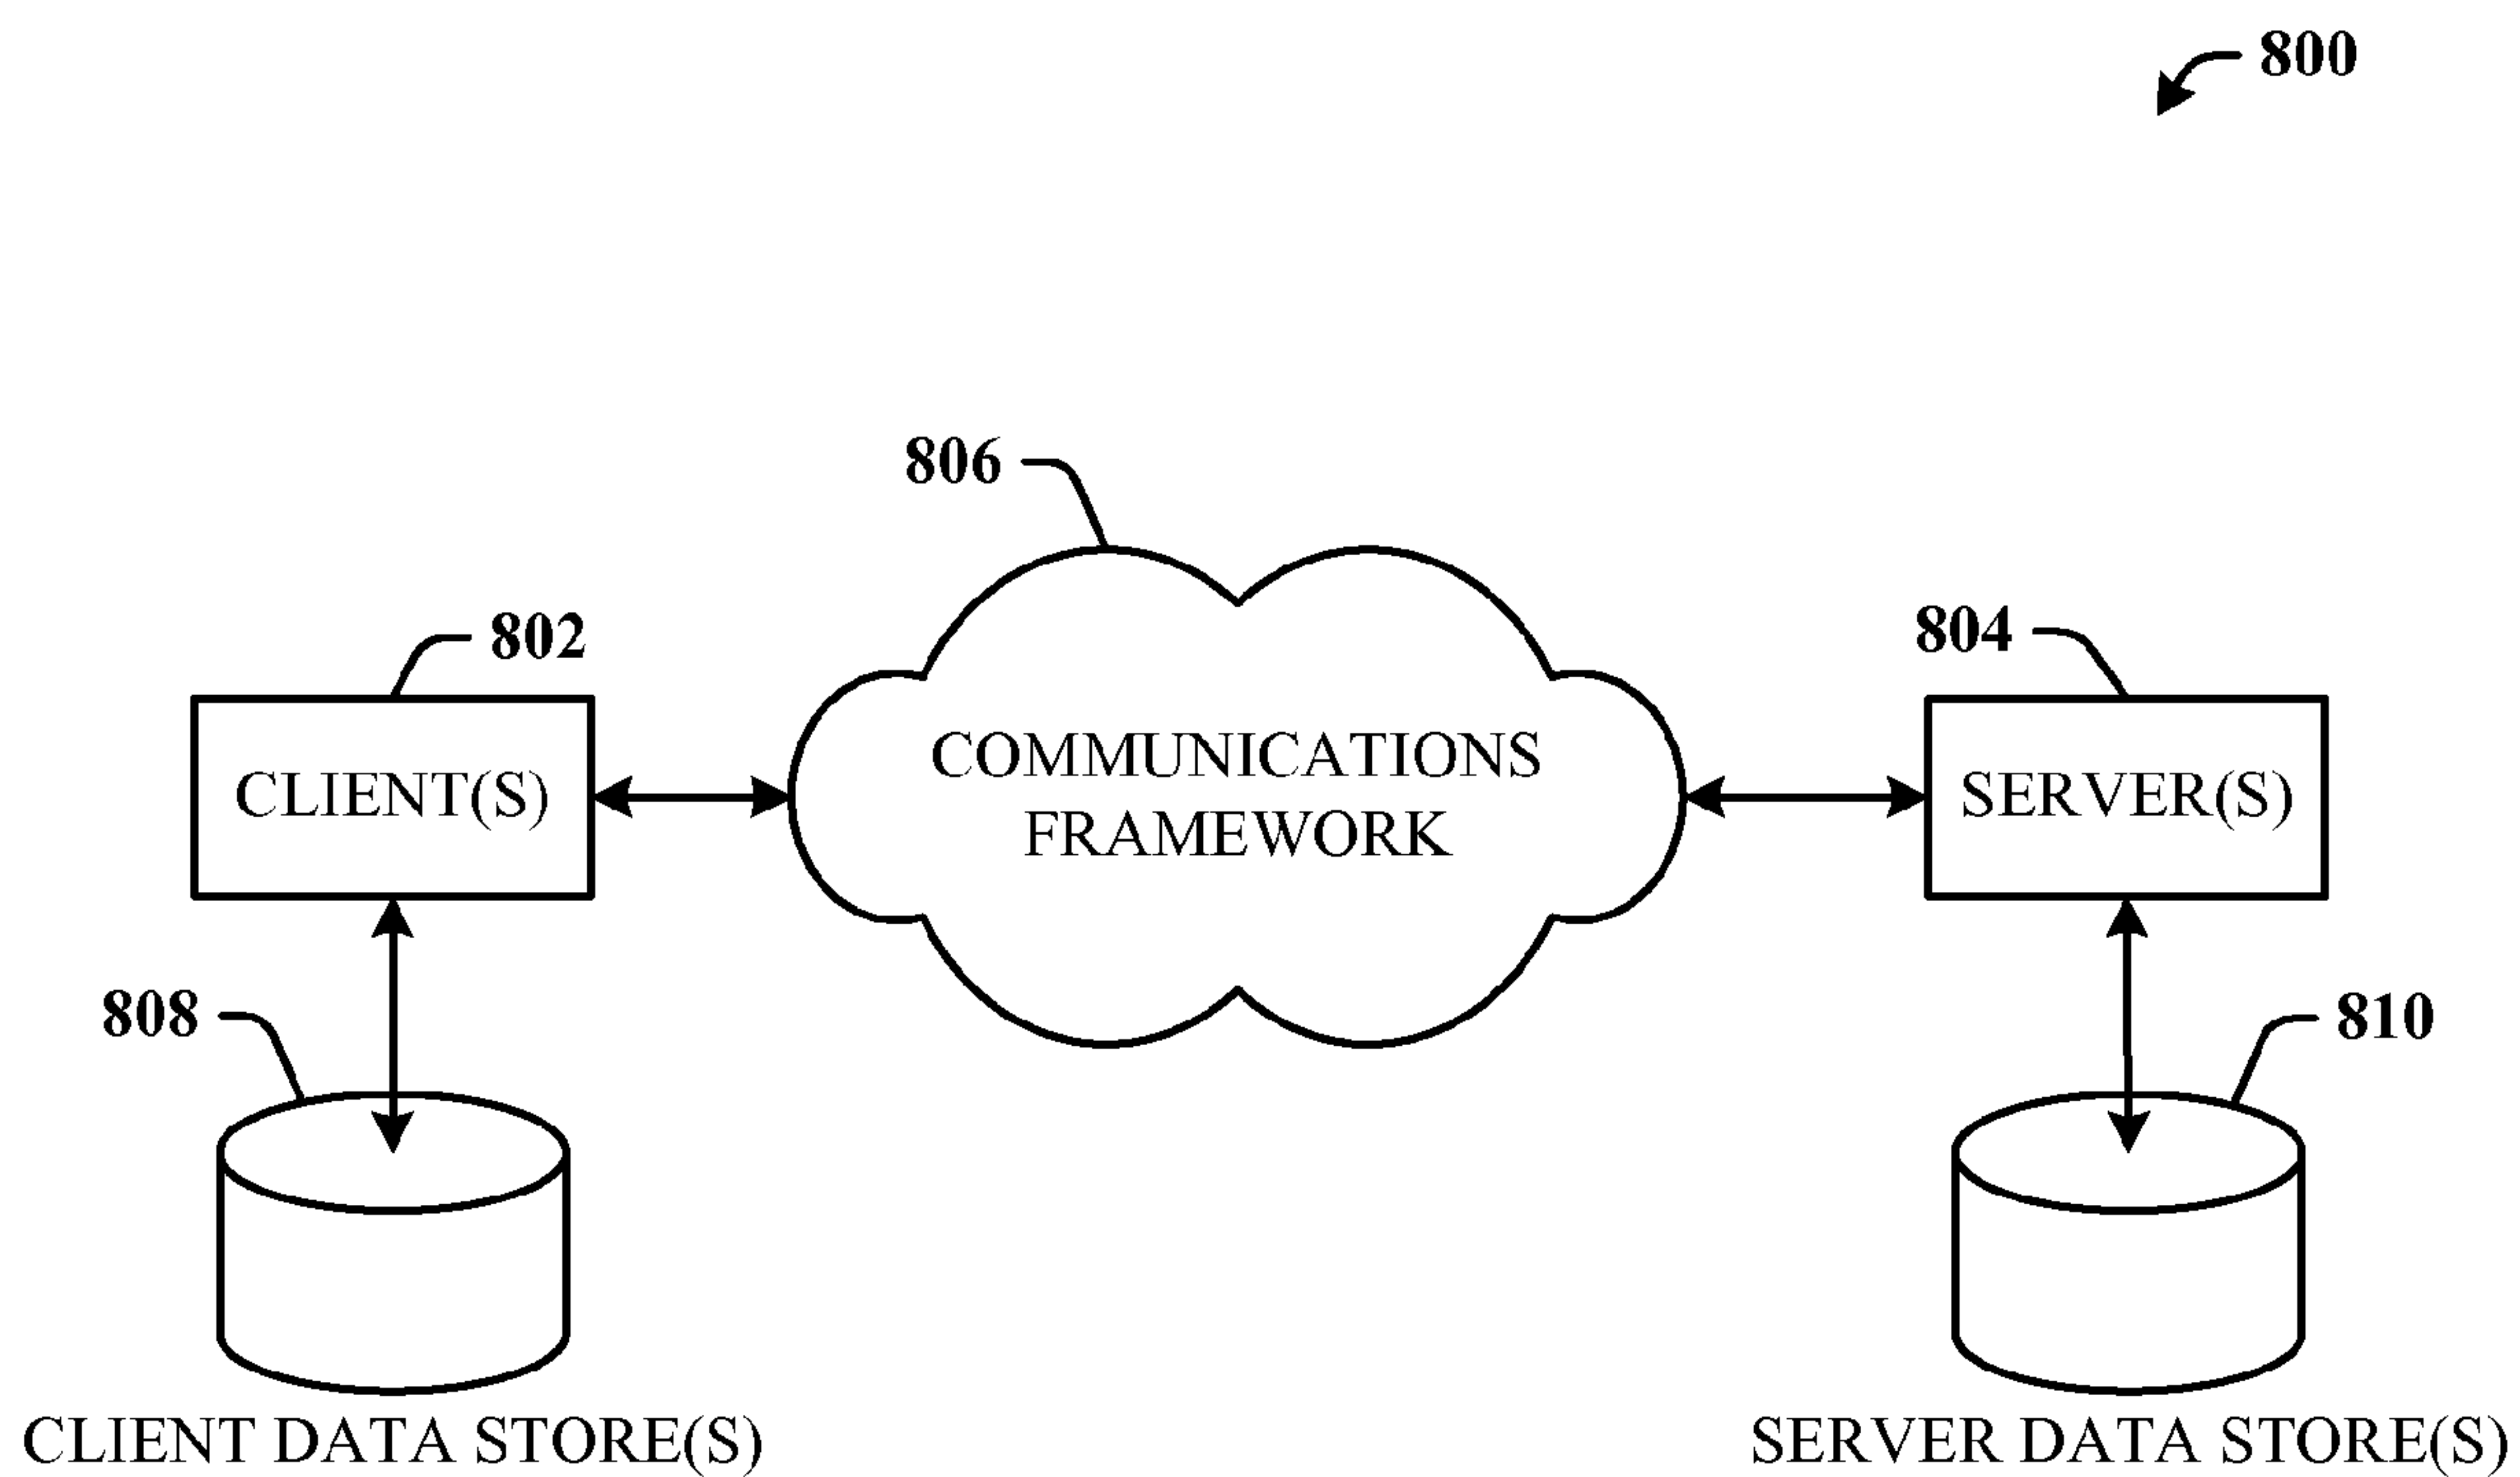 800
806
802
804
CLIENT(S)
COMMUNICATIONS
FRAMEWORK
SERVER(S)
808
810
CLIENT DATA STORE(S)
SERVER DATA STORE(S)